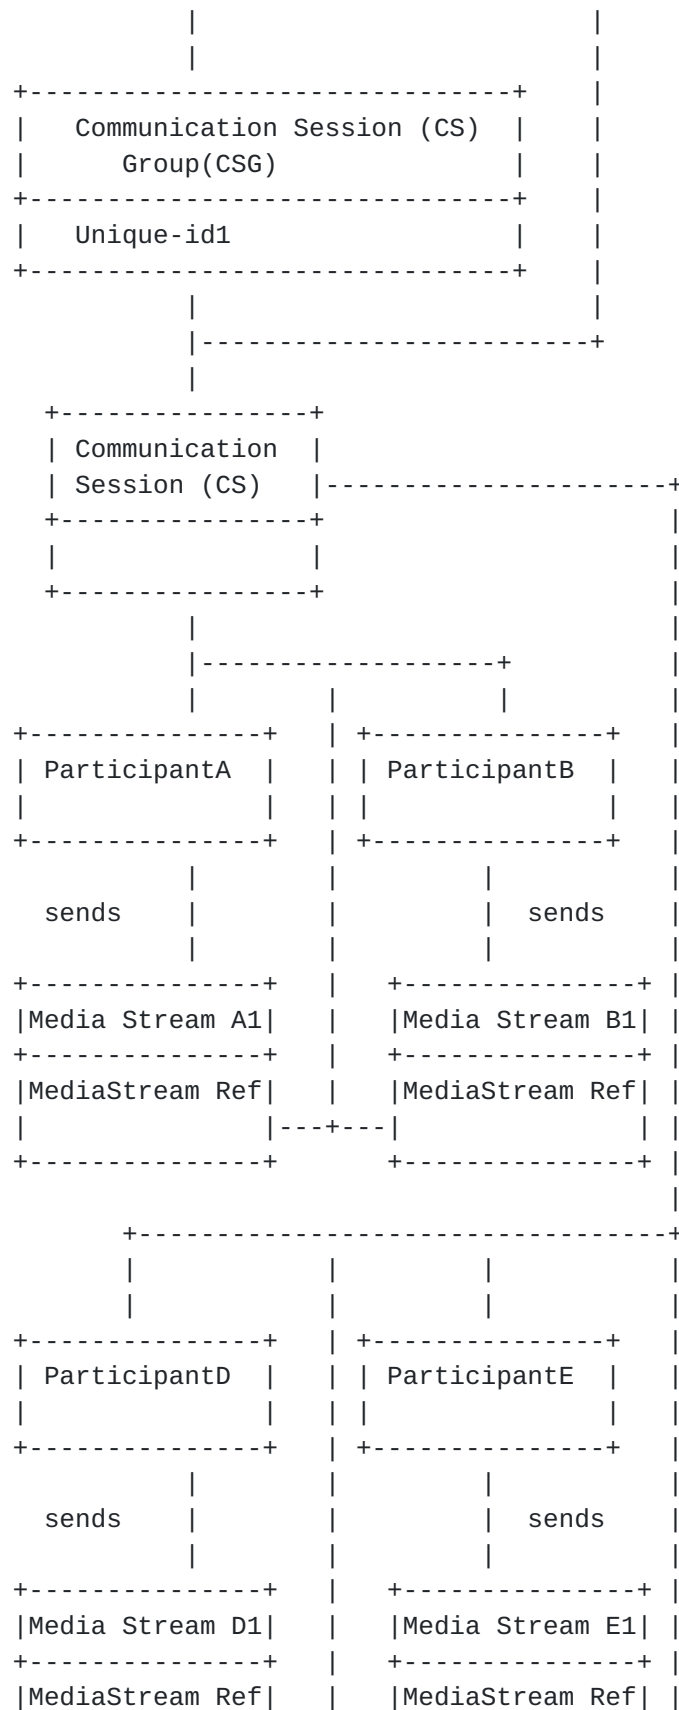 Communication Session (CS)
Group(CSG)
Unique-id1
Communication
Session (CS)
ParticipantA ParticipantB
sends sends
Media Stream A1 Media Stream B1
MediaStream Ref MediaStream Ref
ParticipantD ParticipantE
sends sends
Media Stream D1 Media Stream E1
MediaStream Ref MediaStream Ref